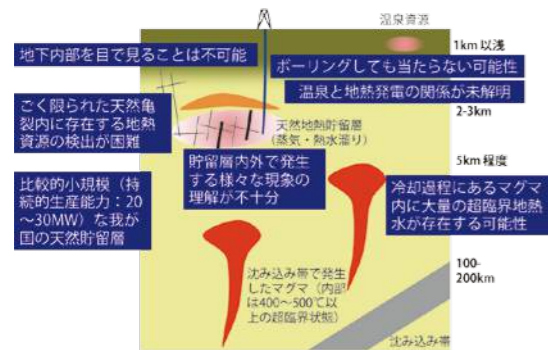 温泉資源
1km以浅
地下内部を目で見ることは不可能
ボーリングしても当たらない可能性
温泉と地熱発電の関係が未解明
2-3km
ごく限られた天然亀
裂内に存在する地熱
資源の検出が困難
天然地熱貯留層
(蒸気・熱水溜り)
貯留層内外で発生
する様々な現象の
理解が不十分
5km程度
比較的小規模（持
続的生産能力：20
～30MW）な我が
国の天然貯留層
冷却過程にあるマグマ
内に大量の超臨界地熱
水が存在する可能性
100-
200km
沈み込み帯で発生
したマグマ（内部
は400～500℃以
上の超臨界状態）
沈み込み帯